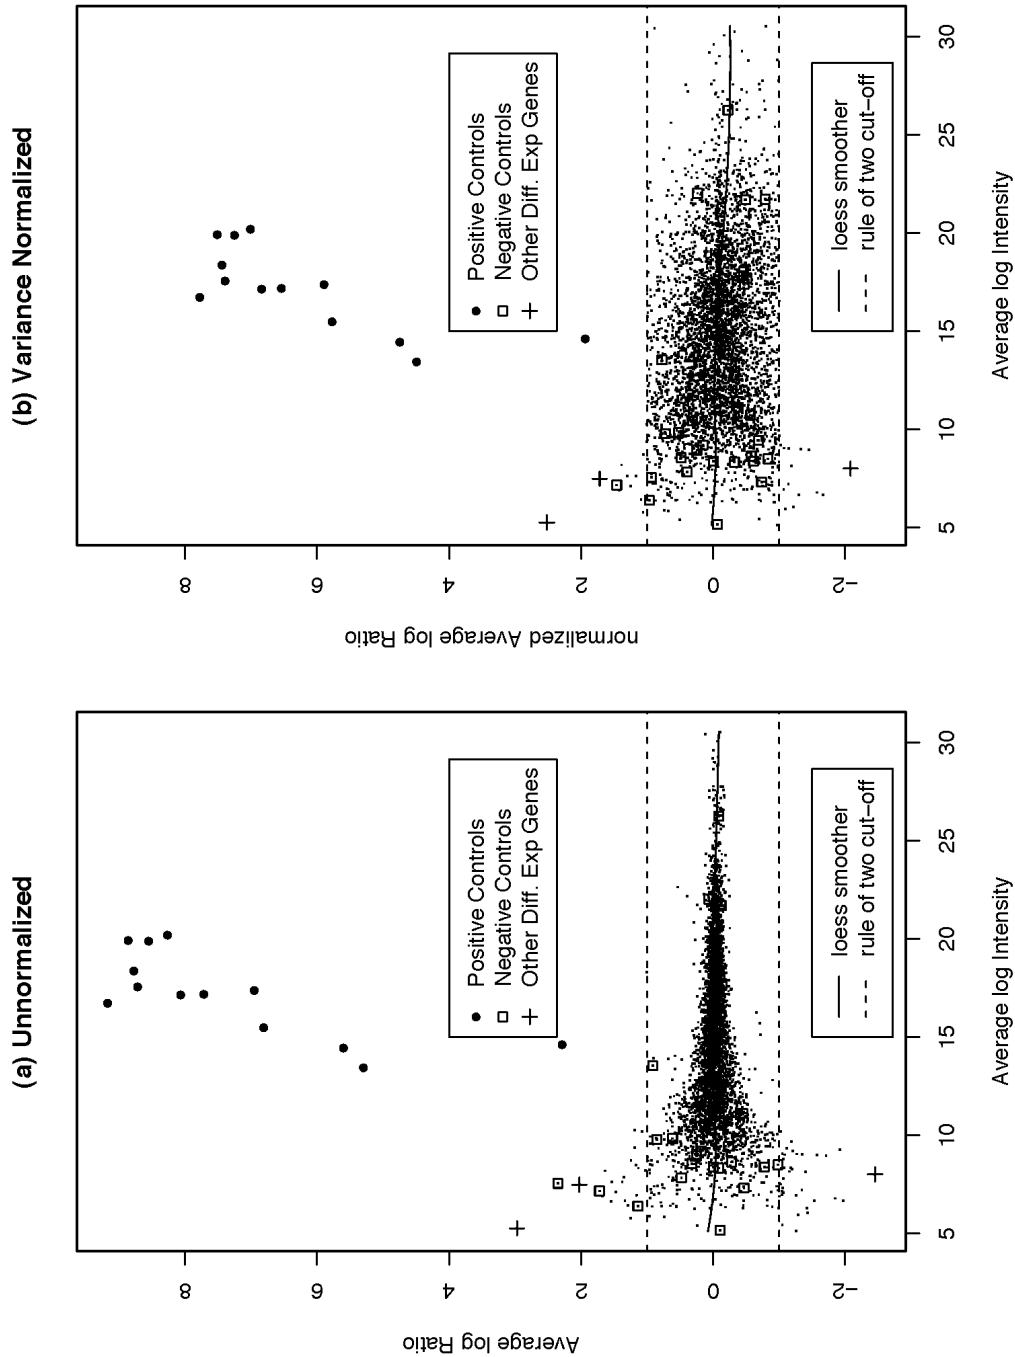 (a) Unnormalized
Average log Ratio
8
6
4
2
0
−2
Positive Controls
Negative Controls
Other Diff. Exp Genes
loess smoother
rule of two cut−off
5
10
15
20
25
30
Average log Intensity
(b) Variance Normalized
normalized Average log Ratio
8
6
4
2
0
−2
Positive Controls
Negative Controls
Other Diff. Exp Genes
loess smoother
rule of two cut−off
5
10
15
20
25
30
Average log Intensity